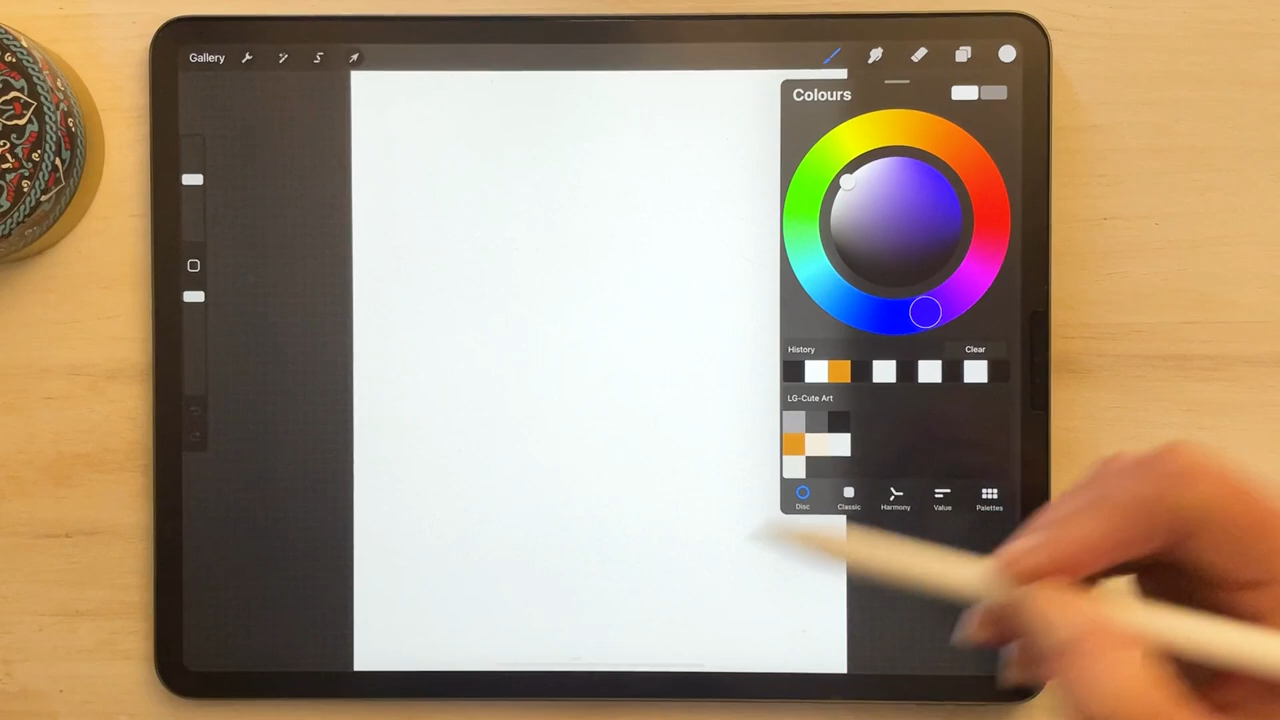 Gallery
Colours
History
Clear
LG-Cute Art
Disc
Classic
Harmony
Value
Palettes